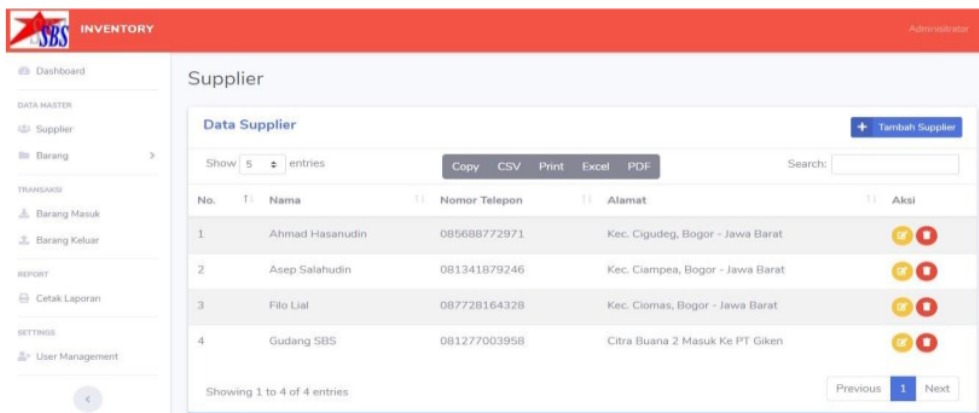 SBS INVENTORY Administrator
Dashboard
DATA MASTER
Supplier
Barang
TRANSAKSI
Barang Masuk
Barang Keluar
REPORT
Cetak Laporan
SETTINGS
User Management
Supplier
Data Supplier + Tambah Supplier
Show 5 entries Copy CSV Print Excel PDF Search:
No. Nama Nomor Telepon Alamat Aksi
1 Ahmad Hasanudin 085688772971 Kec. Cigudeg, Bogor - Jawa Barat
2 Asep Salahudin 081341879246 Kec. Ciampea, Bogor - Jawa Barat
3 Filo Lial 087728164328 Kec. Ciomas, Bogor - Jawa Barat
4 Gudang SBS 081277003958 Citra Buana 2 Masuk Ke PT Giken
Showing 1 to 4 of 4 entries Previous 1 Next